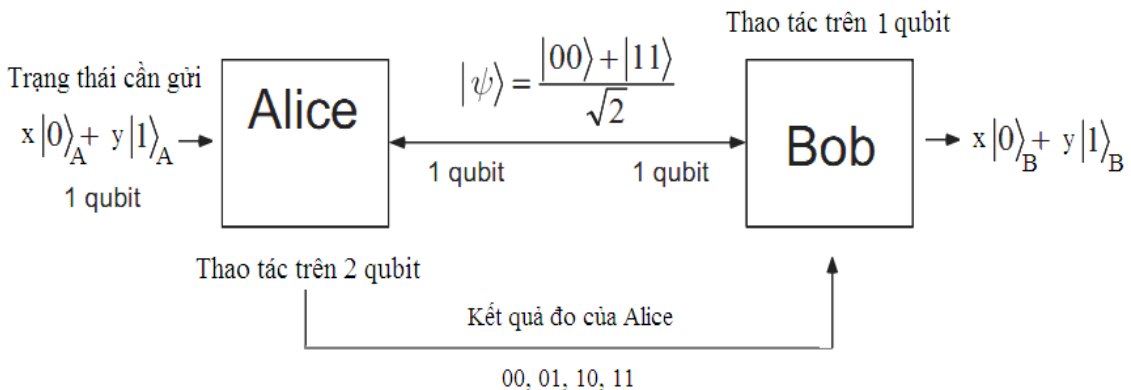 Thao tác trên 1 qubit
Trạng thái cần gửi
x|0⟩_A + y|1⟩_A
1 qubit
Alice
|ψ⟩ = (|00⟩+|11⟩)/√2
1 qubit
1 qubit
Bob
x|0⟩_B + y|1⟩_B
Thao tác trên 2 qubit
Kết quả đo của Alice
00, 01, 10, 11